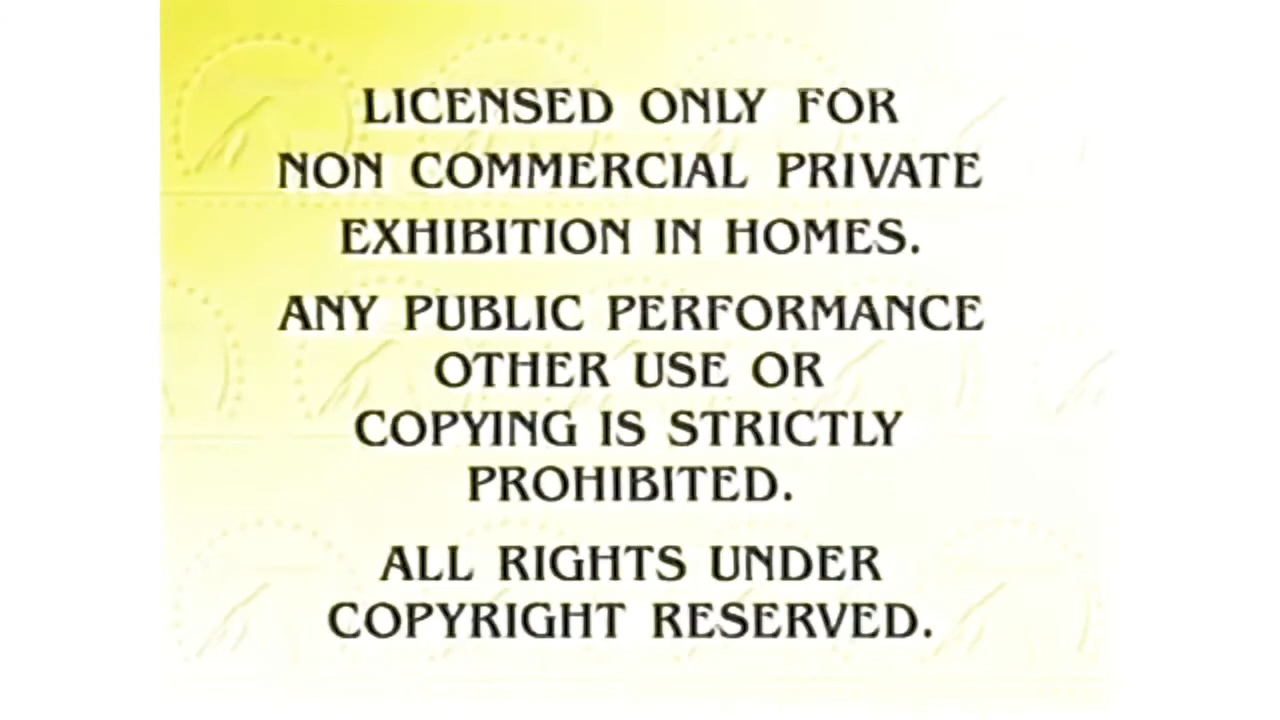 LICENSED ONLY FOR
NON COMMERCIAL PRIVATE
EXHIBITION IN HOMES.
ANY PUBLIC PERFORMANCE
OTHER USE OR
COPYING IS STRICTLY
PROHIBITED.
ALL RIGHTS UNDER
COPYRIGHT RESERVED.